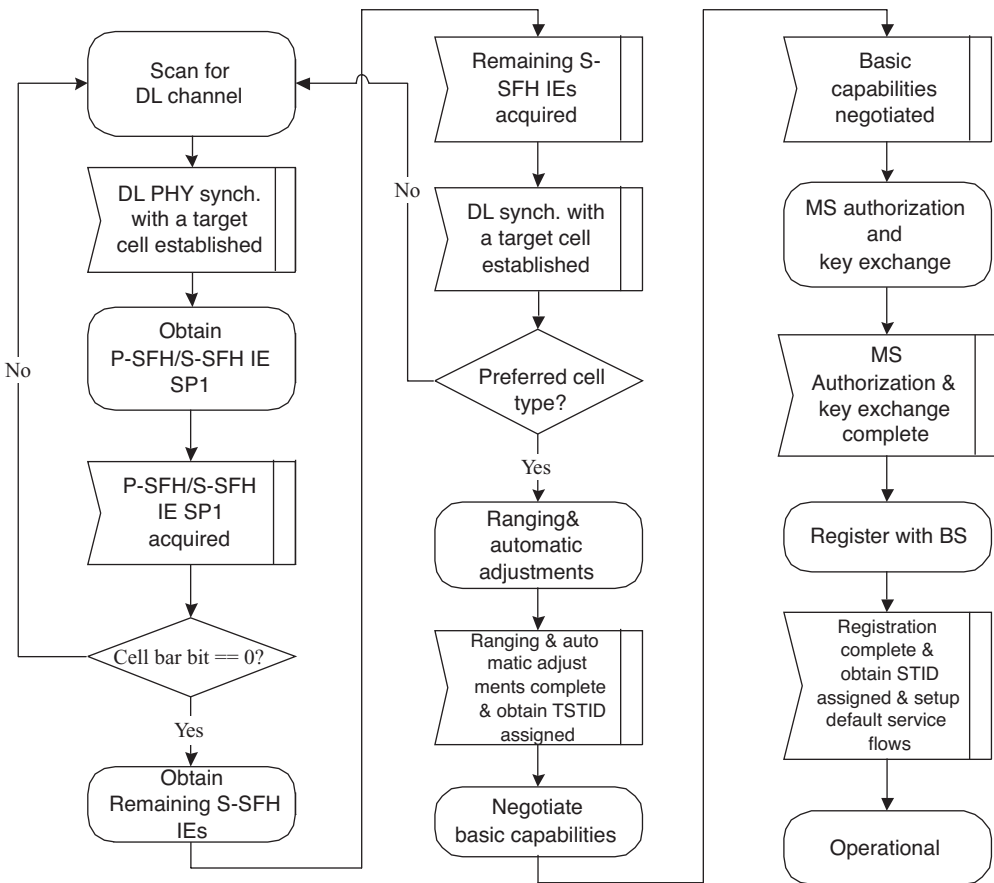 Scan for
DL channel
DL PHY synch.
with a target
cell established
Obtain
P-SFH/S-SFH IE
SP1
No
P-SFH/S-SFH
IE SP1
acquired
Cell bar bit == 0?
Yes
Obtain
Remaining S-SFH
IEs
Remaining S-
SFH IEs
acquired
No
DL synch. with
a target cell
established
Preferred cell
type?
Yes
Ranging&
automatic
adjustments
Ranging & auto
matic adjust
ments complete
& obtain TSTID
assigned
Negotiate
basic capabilities
Basic
capabilities
negotiated
MS authorization
and
key exchange
MS
Authorization &
key exchange
complete
Register with BS
Registration
complete &
obtain STID
assigned & setup
default service
flows
Operational